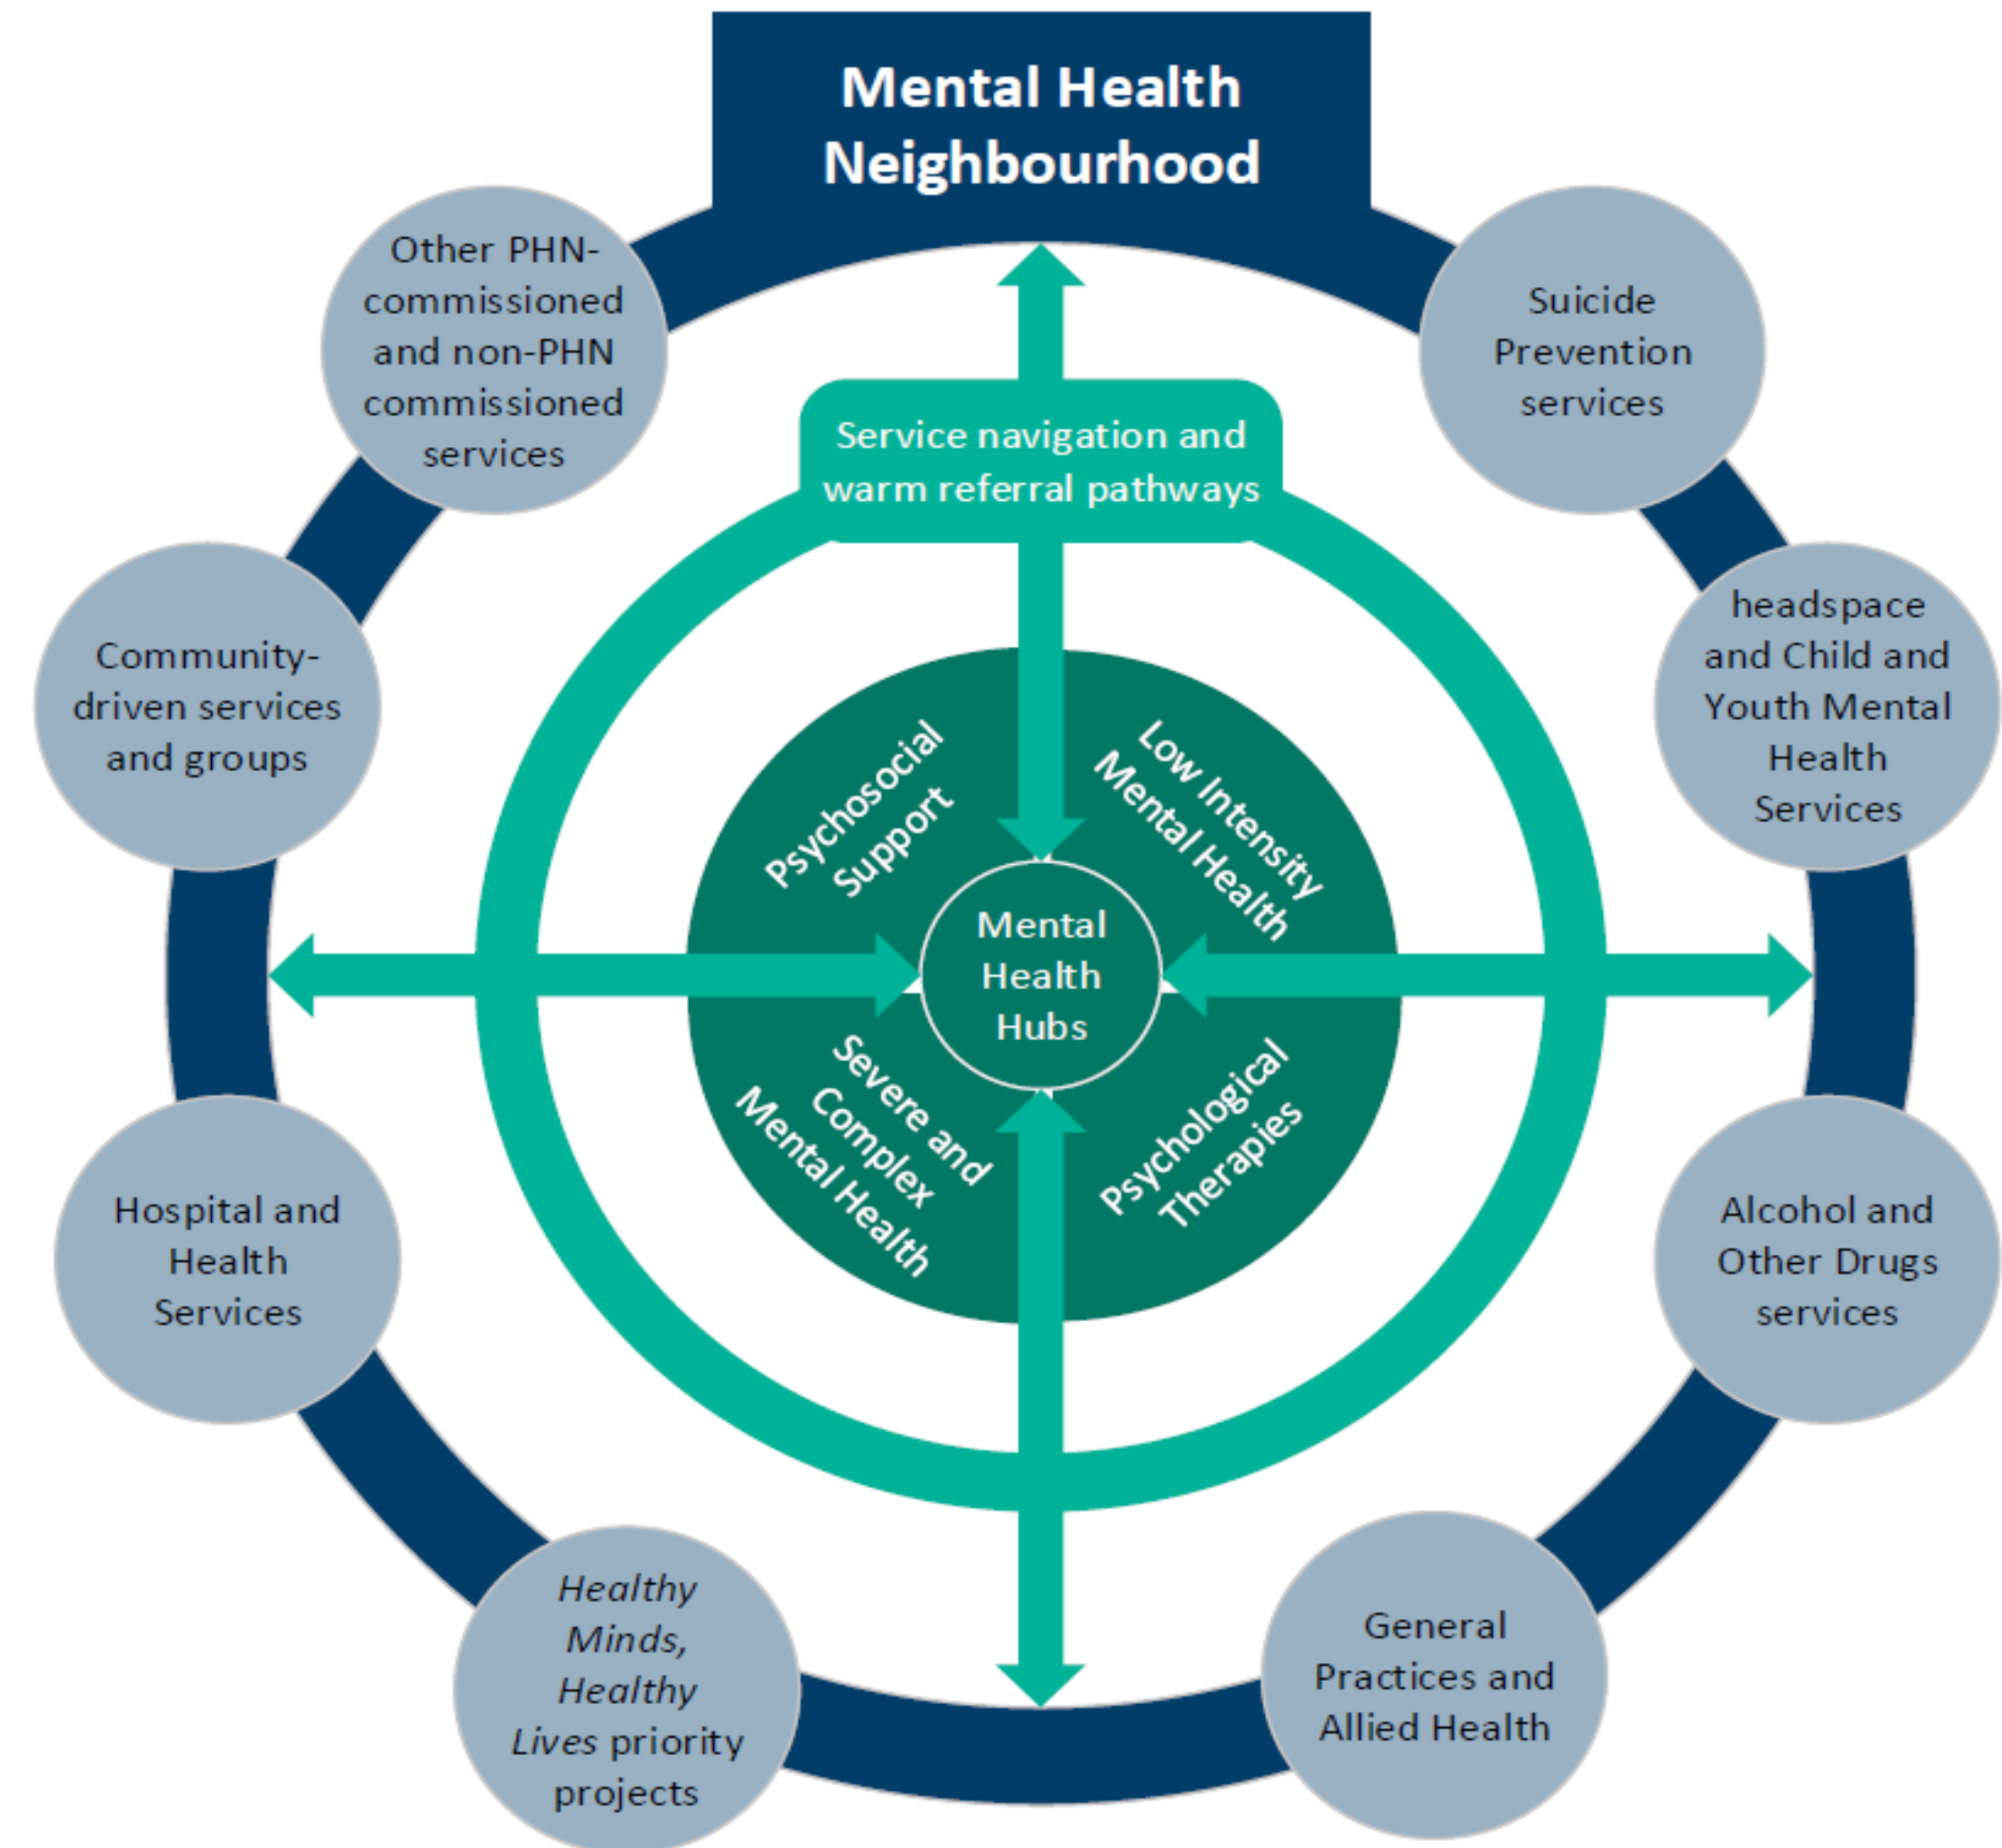 Mental Health
Neighbourhood
Other PHN-
commissioned
and non-PHN
commissioned
services
Suicide
Prevention
services
Service navigation and
warm referral pathways
Community-
driven services
and groups
headspace
and Child and
Youth Mental
Health
Services
Psychosocial
Support
Low Intensity
Mental Health
Mental
Health
Hubs
Severe and
Complex
Mental Health
Psychological
Therapies
Hospital and
Health
Services
Alcohol and
Other Drugs
services
Healthy
Minds,
Healthy
Lives priority
projects
General
Practices and
Allied Health